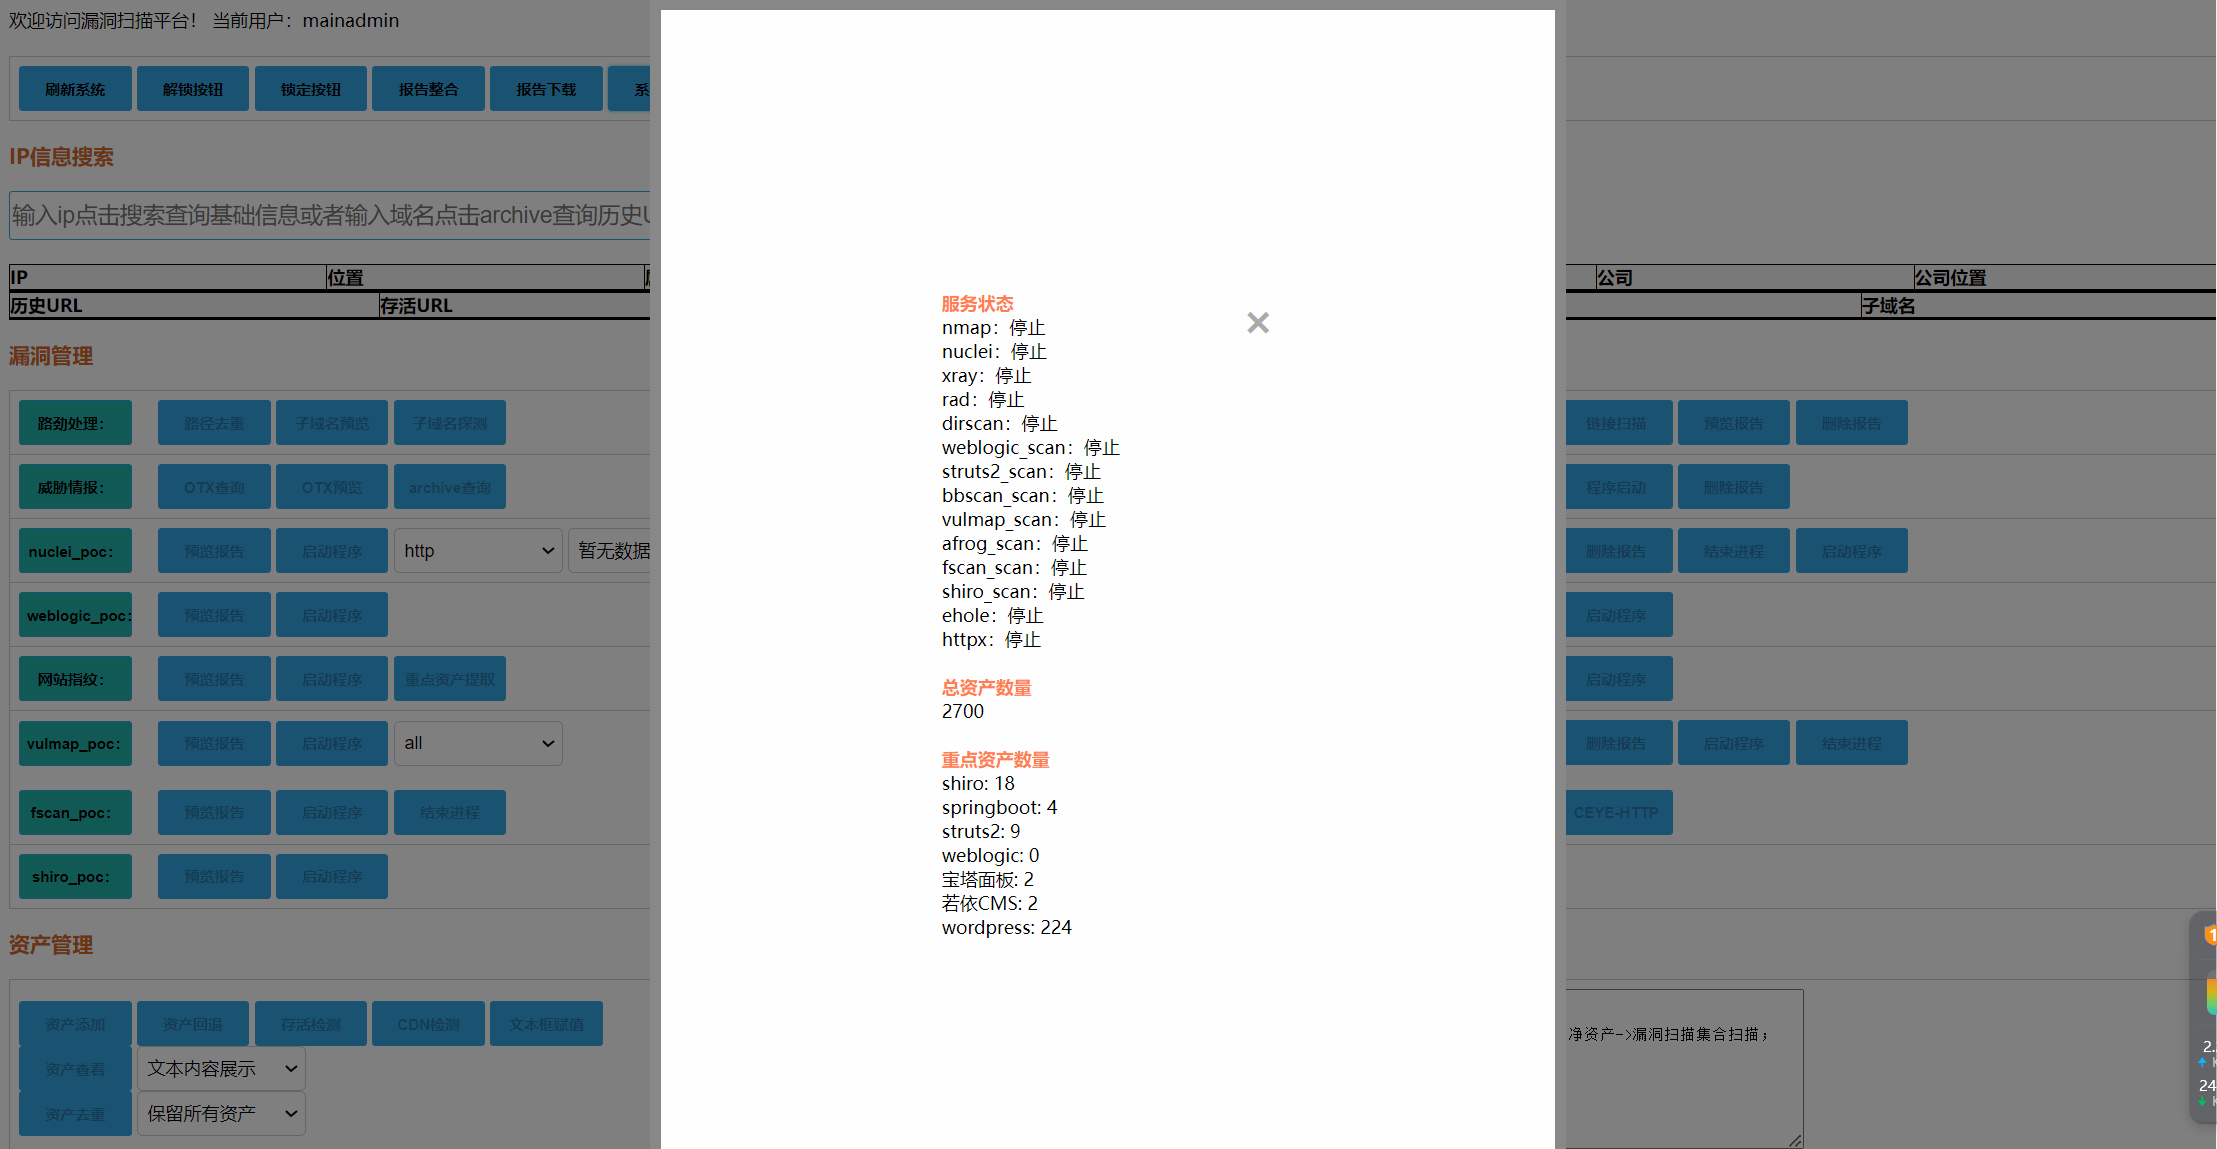 欢迎访问漏洞扫描平台！ 当前用户：mainadmin
刷新系统 解锁按钮 锁定按钮 报告整合 报告下载 系
IP信息搜索
输入ip点击搜索查询基础信息或者输入域名点击archive查询历史U
IP 位置 公司 公司位置
历史URL 存活URL 子域名
漏洞管理
路劲处理： 路径去重 子域名预览 子域名探测 链接扫描 预览报告 删除报告
威胁情报： OTX查询 OTX预览 archive查询 程序启动 删除报告
nuclei_poc： 预览报告 启动程序 http 暂无数据 删除报告 结束进程 启动程序
weblogic_poc： 预览报告 启动程序 启动程序
网站指纹： 预览报告 启动程序 重点资产提取 启动程序
vulmap_poc： 预览报告 启动程序 all 删除报告 启动程序 结束进程
fscan_poc： 预览报告 启动程序 结束进程 CEYE-HTTP
shiro_poc： 预览报告 启动程序
资产管理
资产添加 资产回退 存活检测 CDN检测 文本框赋值
资产查看 文本内容展示
资产去重 保留所有资产
净资产->漏洞扫描集合扫描；
服务状态
nmap：停止
nuclei：停止
xray：停止
rad：停止
dirscan：停止
weblogic_scan：停止
struts2_scan：停止
bbscan_scan：停止
vulmap_scan：停止
afrog_scan：停止
fscan_scan：停止
shiro_scan：停止
ehole：停止
httpx：停止
总资产数量
2700
重点资产数量
shiro: 18
springboot: 4
struts2: 9
weblogic: 0
宝塔面板: 2
若依CMS: 2
wordpress: 224